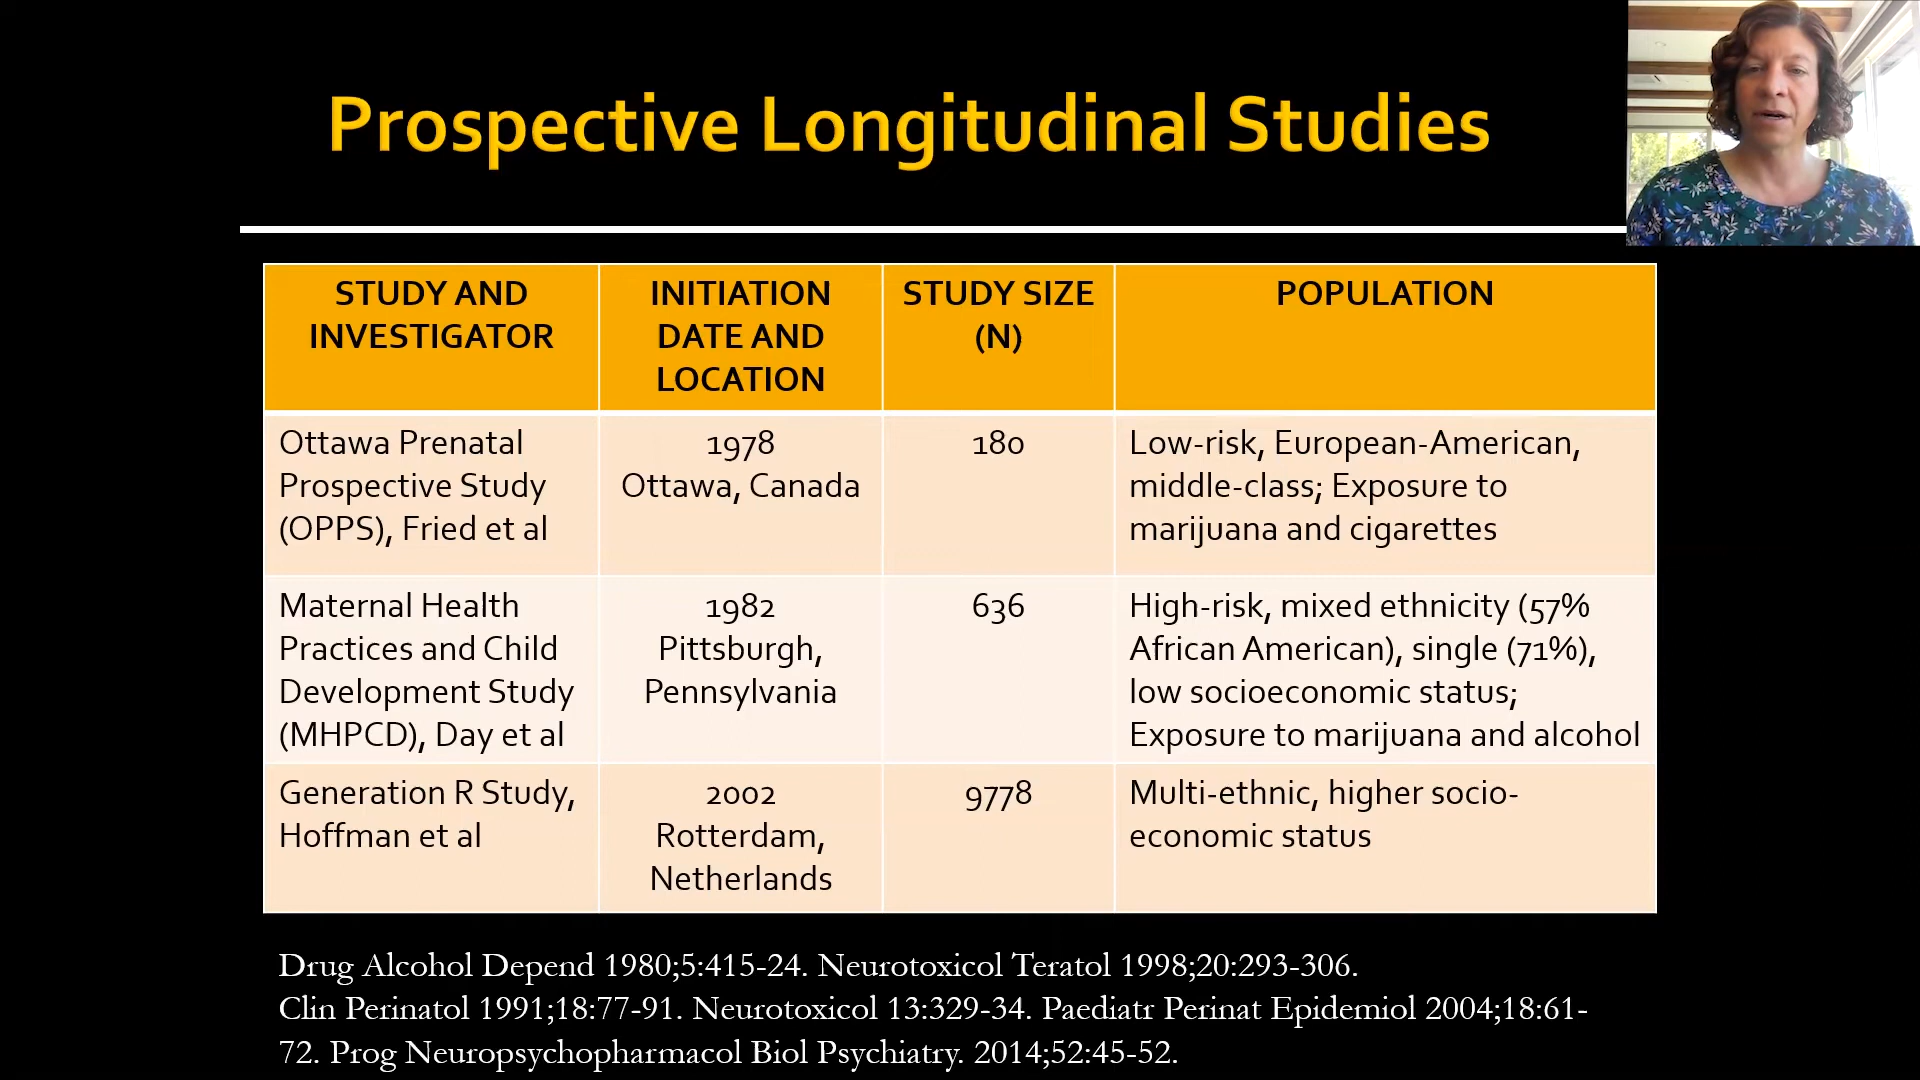 Prospective Longitudinal Studies
STUDY AND
INVESTIGATOR
INITIATION
DATE AND
LOCATION
STUDY SIZE
(N)
POPULATION
Ottawa Prenatal
Prospective Study
(OPPS), Fried et al
1978
Ottawa, Canada
180
Low-risk, European-American,
middle-class; Exposure to
marijuana and cigarettes
Maternal Health
Practices and Child
Development Study
(MHPCD), Day et al
1982
Pittsburgh,
Pennsylvania
636
High-risk, mixed ethnicity (57%
African American), single (71%),
low socioeconomic status;
Exposure to marijuana and alcohol
Generation R Study,
Hoffman et al
2002
Rotterdam,
Netherlands
9778
Multi-ethnic, higher socio-
economic status
Drug Alcohol Depend 1980;5:415-24. Neurotoxicol Teratol 1998;20:293-306.
Clin Perinatol 1991;18:77-91. Neurotoxicol 13:329-34. Paediatr Perinat Epidemiol 2004;18:61-
72. Prog Neuropsychopharmacol Biol Psychiatry. 2014;52:45-52.